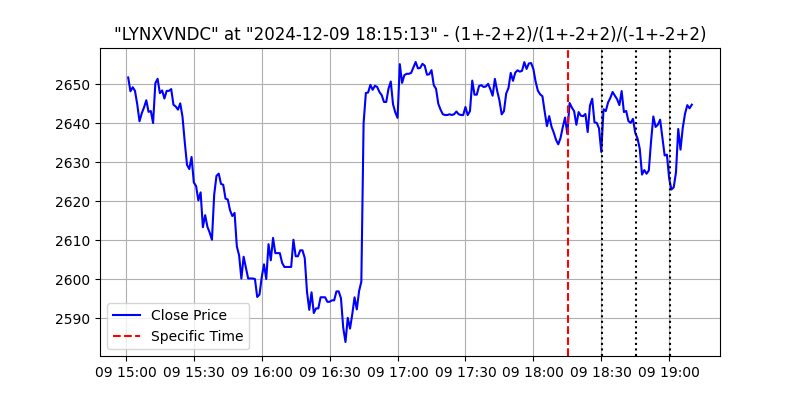 "LYNXVNDC" at "2024-12-09 18:15:13" - (1+-2+2)/(1+-2+2)/(-1+-2+2)
2650
2640
2630
2620
2610
2600
2590
Close Price
Specific Time
09 15:00 09 15:30 09 16:00 09 16:30 09 17:00 09 17:30 09 18:00 09 18:30 09 19:00